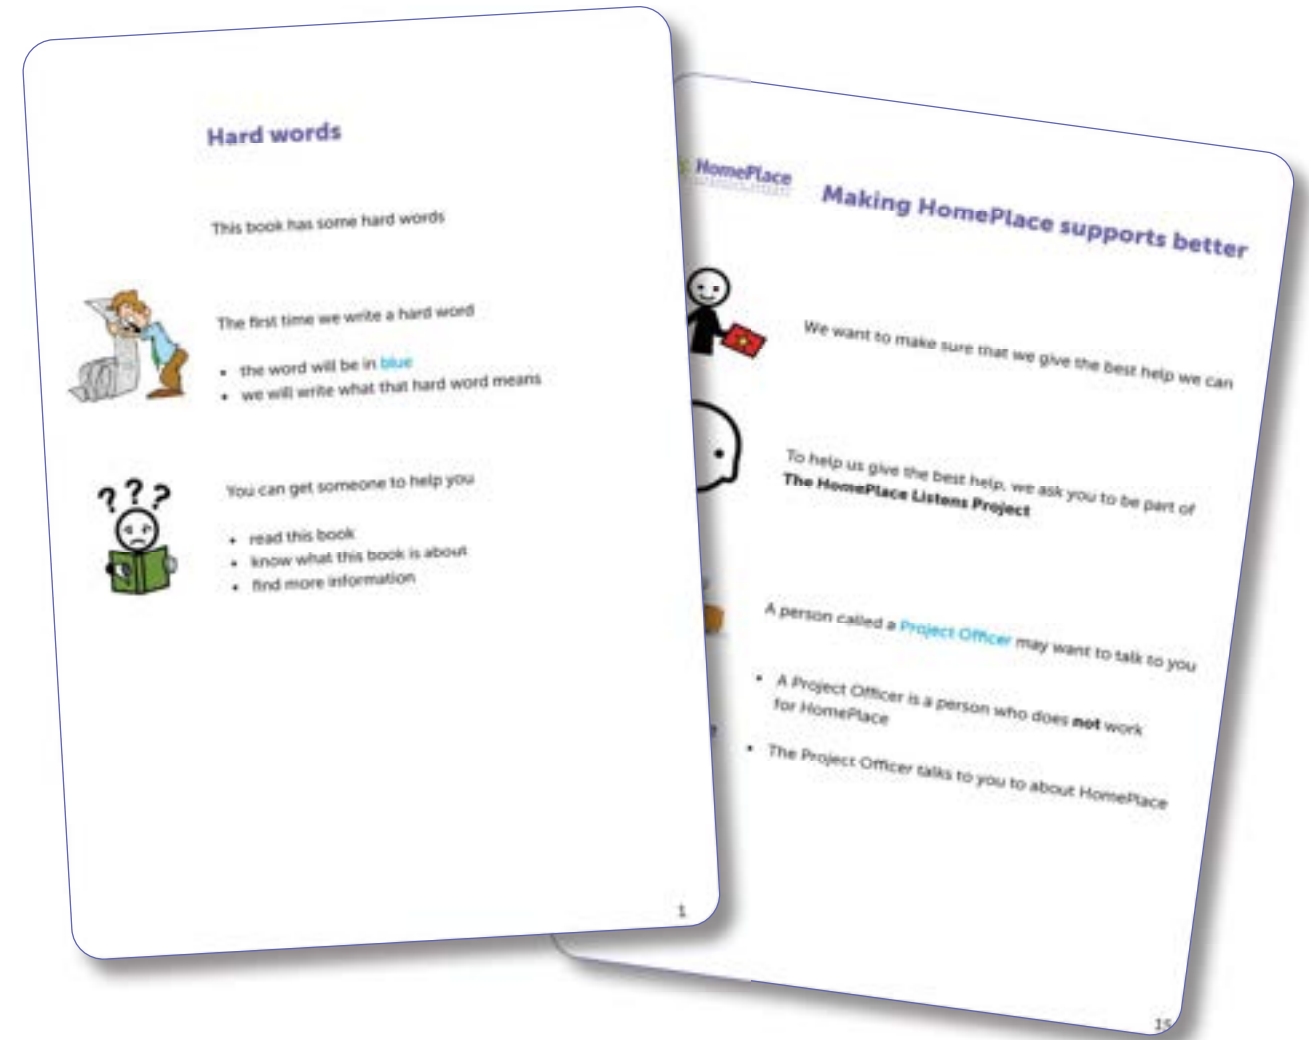 Hard words
This book has some hard words
The first time we write a hard word
• the word will be in blue
• we will write what that hard word means
???
You can get someone to help you
• read this book
• know what this book is about
• find more information
1
HomePlace
Making HomePlace supports better
We want to make sure that we give the best help we can
To help us give the best help, we ask you to be part of
The HomePlace Listens Project
A person called a Project Officer may want to talk to you
• A Project Officer is a person who does not work
for HomePlace
• The Project Officer talks to you to about HomePlace
15